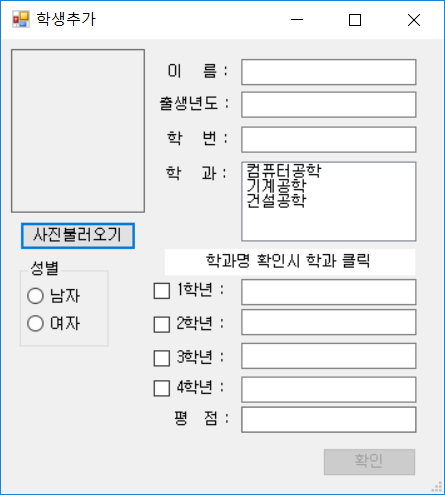 학생추가
이 름 :
출생년도 :
학 번 :
학 과 :
컴퓨터공학
기계공학
건설공학
사진불러오기
학과명 확인시 학과 클릭
성별
남자
여자
1학년 :
2학년 :
3학년 :
4학년 :
평 점 :
확인